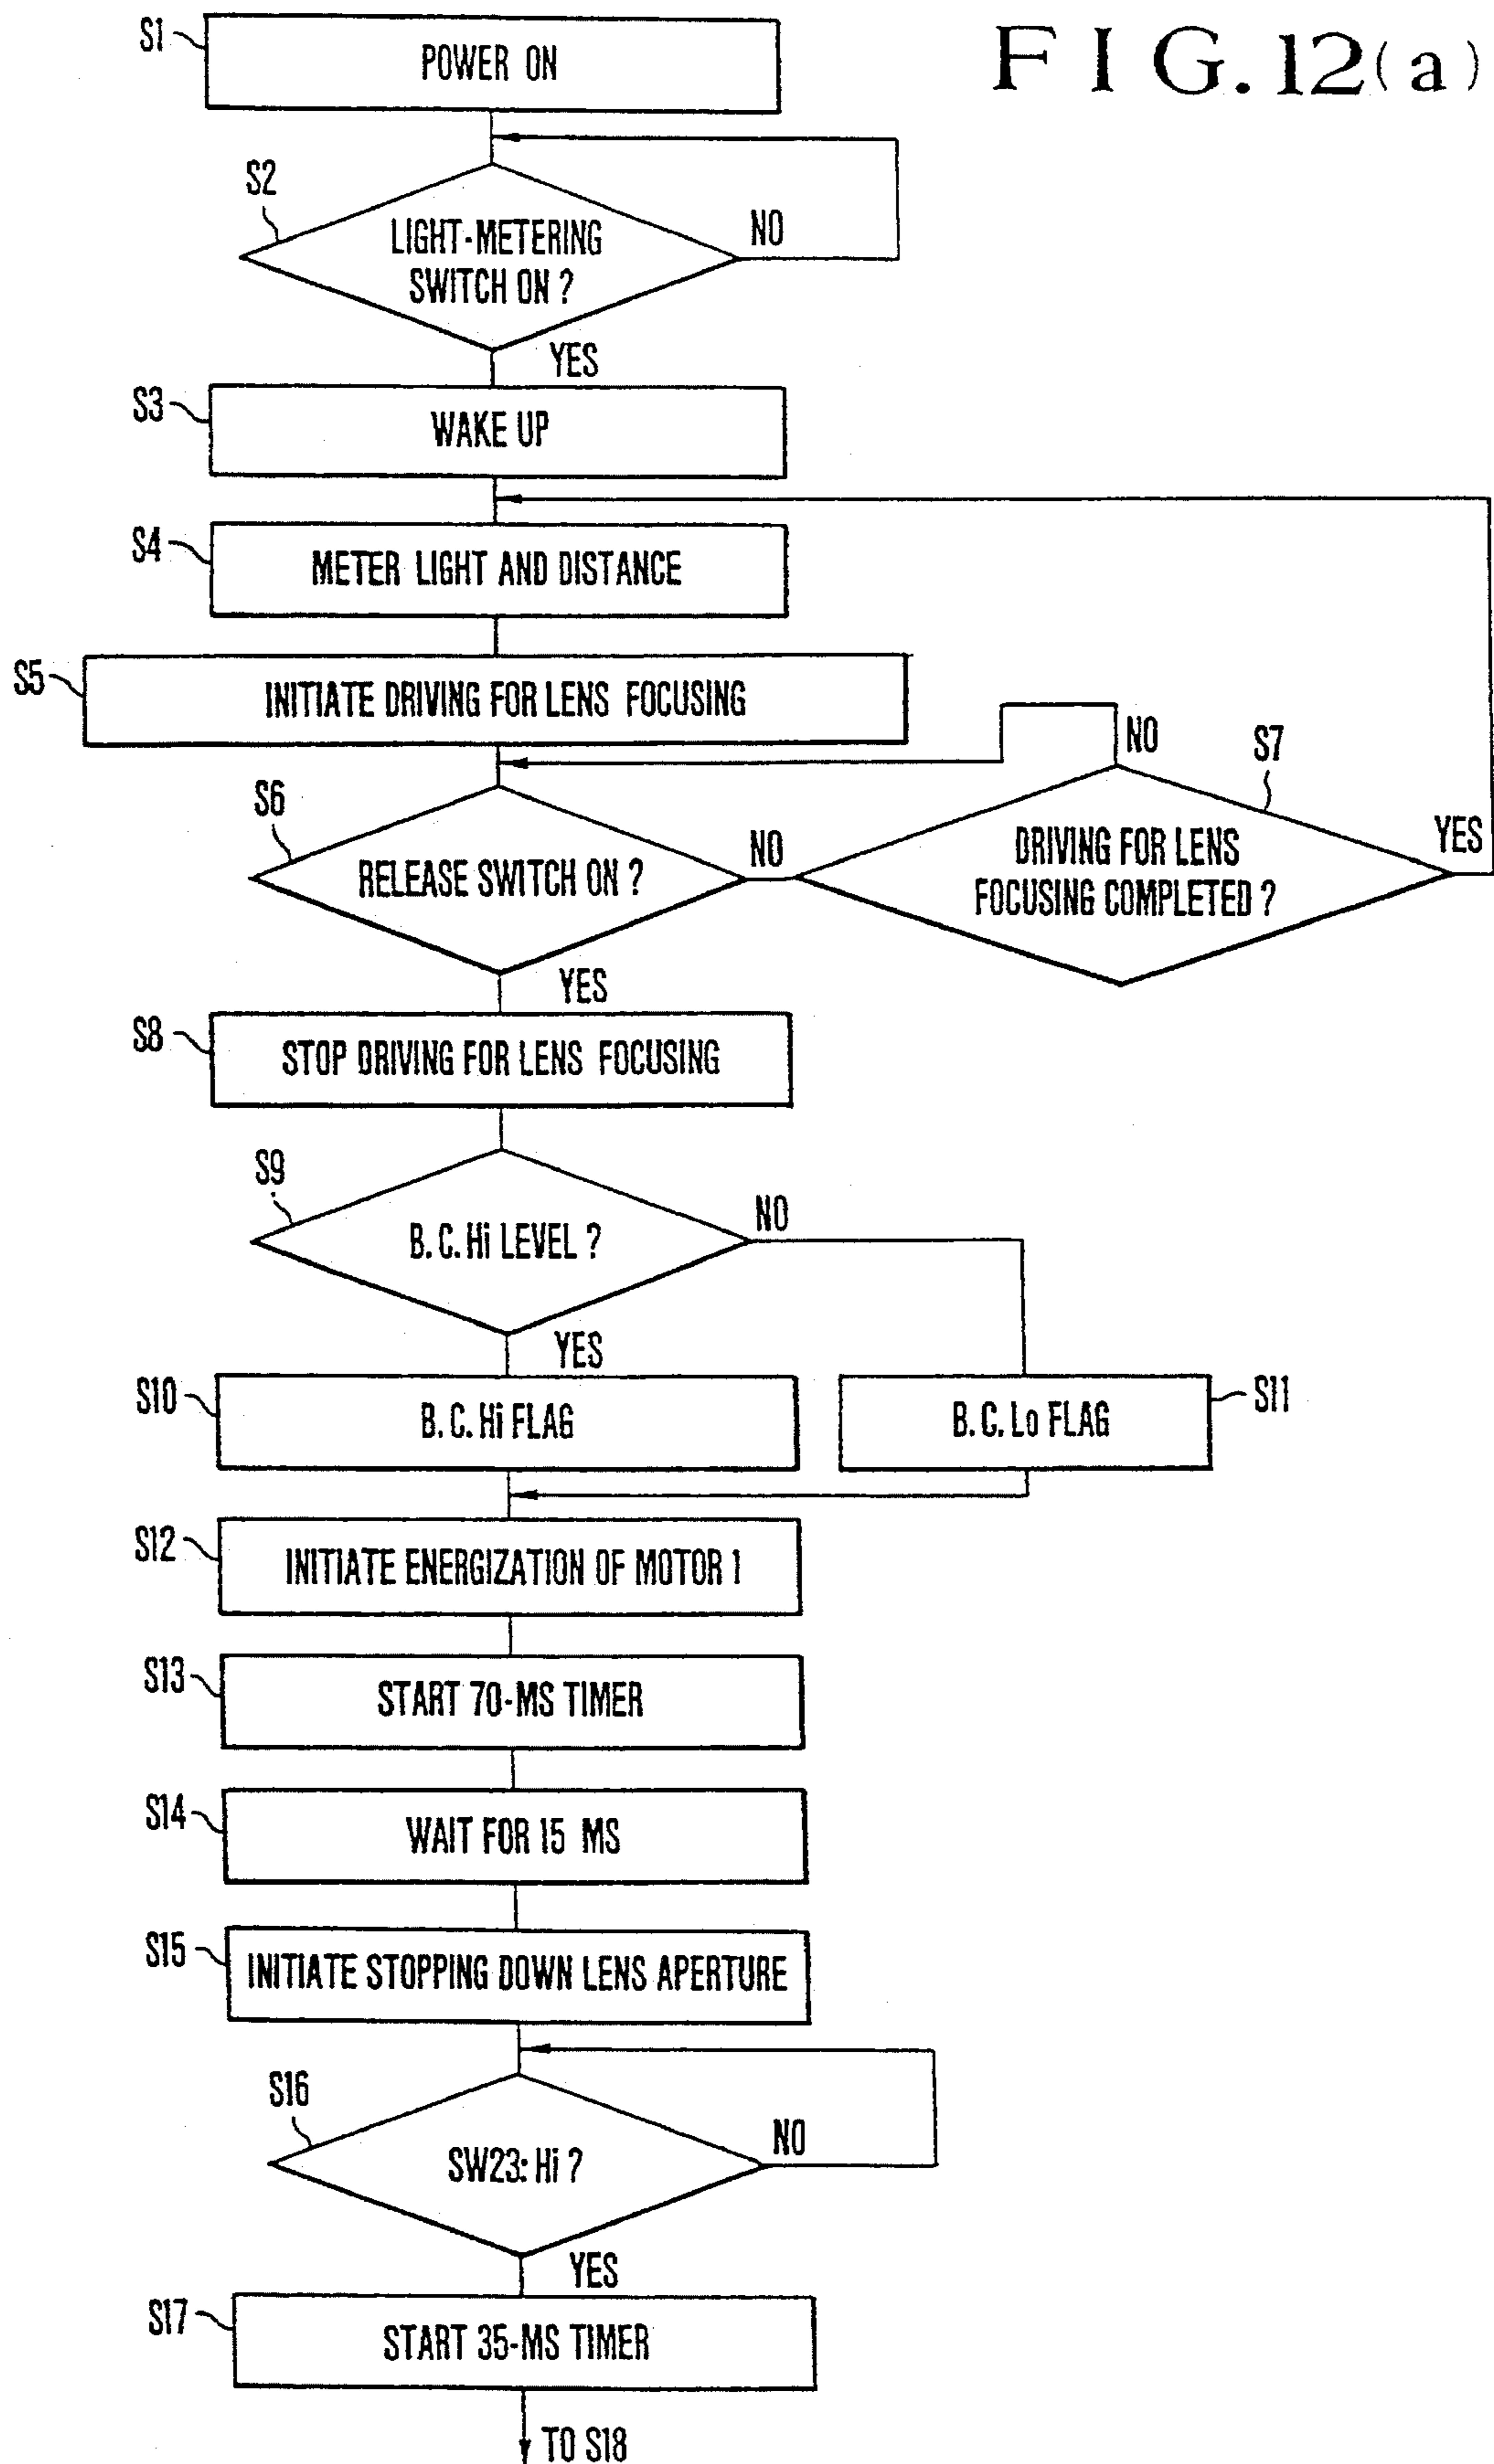 FIG. 12(a)
S1
POWER ON
S2
LIGHT-METERING
SWITCH ON ?
NO
YES
S3
WAKE UP
S4
METER LIGHT AND DISTANCE
S5
INITIATE DRIVING FOR LENS FOCUSING
S6
RELEASE SWITCH ON ?
NO
S7
DRIVING FOR LENS
FOCUSING COMPLETED ?
NO
YES
YES
S8
STOP DRIVING FOR LENS FOCUSING
S9
B. C. Hi LEVEL ?
NO
YES
S10
B. C. Hi FLAG
S11
B. C. Lo FLAG
S12
INITIATE ENERGIZATION OF MOTOR 1
S13
START 70-MS TIMER
S14
WAIT FOR 15 MS
S15
INITIATE STOPPING DOWN LENS APERTURE
S16
SW23: Hi ?
NO
YES
S17
START 35-MS TIMER
TO S18